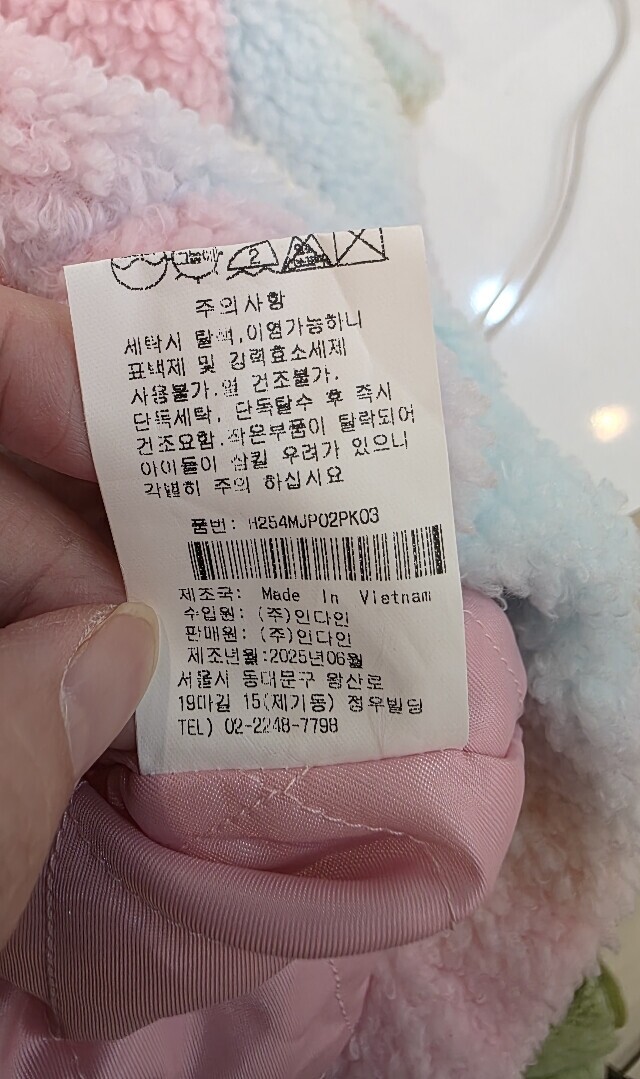 2
주의사항
세탁시 탈색,이염가능하니
표백제 및 강력효소세제
사용불가.열 건조불가.
단독세탁, 단독탈수 후 즉시
건조요함.작은부품이 탈락되어
아이들이 삼킬 우려가 있으니
각별히 주의 하십시요
품번: H254MJP02PK03
제조국: Made In Vietnam
수입원: (주)인다인
판매원: (주)인다인
제조년월:2025년06월
서울시 동대문구 왕산로
19마길 15(제기동) 정우빌딩
TEL) 02-2248-7798